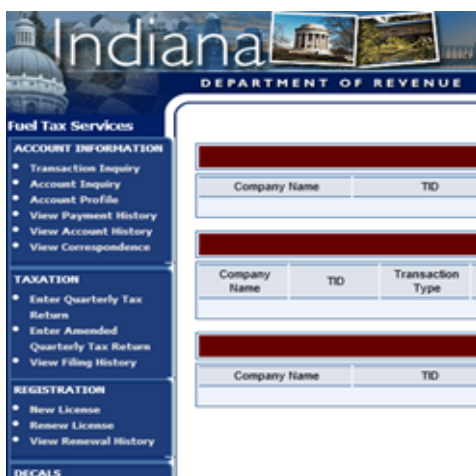 Indiana
DEPARTMENT OF REVENUE
Fuel Tax Services
ACCOUNT INFORMATION
Transaction Inquiry
Account Inquiry
Account Profile
View Payment History
View Account History
View Correspondence
TAXATION
Enter Quarterly Tax
Return
Enter Amended
Quarterly Tax Return
View Filing History
REGISTRATION
New License
Renew License
View Renewal History
DECALS
Company Name TID
Company
Name TID Transaction
Type
Company Name TID